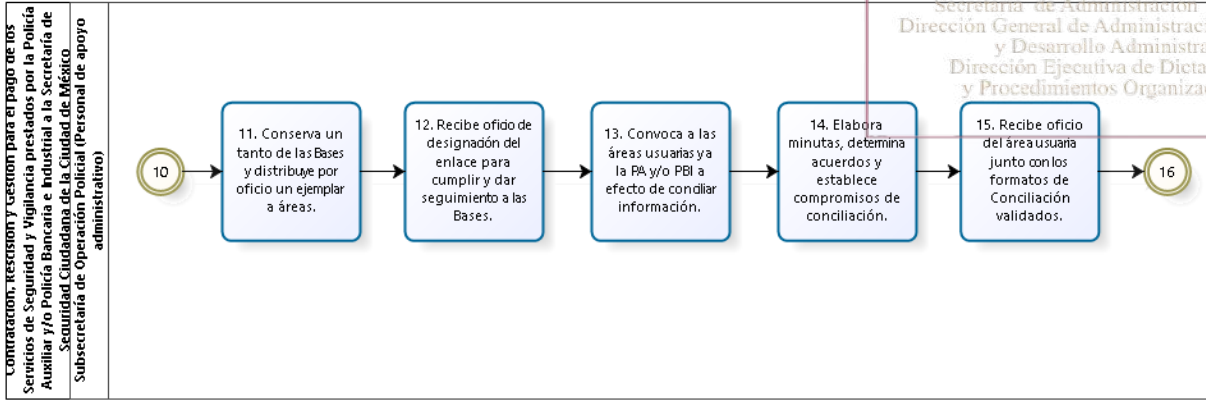 Contratación, Rescisión y Gestión para el pago de los
Servicios de Seguridad y Vigilancia prestados por la Policía
Auxiliar y/o Policía Bancaria e Industrial a la Secretaría de
Seguridad Ciudadana de la Ciudad de México
Subsecretaría de Operación Policial (Personal de apoyo
administrativo)
Secretaría de Administración
Dirección General de Administraci
y Desarrollo Administra
Dirección Ejecutiva de Dicta
y Procedimientos Organiza
10
11. Conserva un
tanto de las Bases
y distribuye por
oficio un ejemplar
a áreas.
12. Recibe oficio de
designación del
enlace para
cumplir y dar
seguimiento a las
Bases.
13. Convoca a las
áreas usuarias y a
la PA y/o PBI a
efecto de conciliar
información.
14. Elabora
minutas, determina
acuerdos y
establece
compromisos de
conciliación.
15. Recibe oficio
del área usuaria
junto con los
formatos de
Conciliación
validados.
16